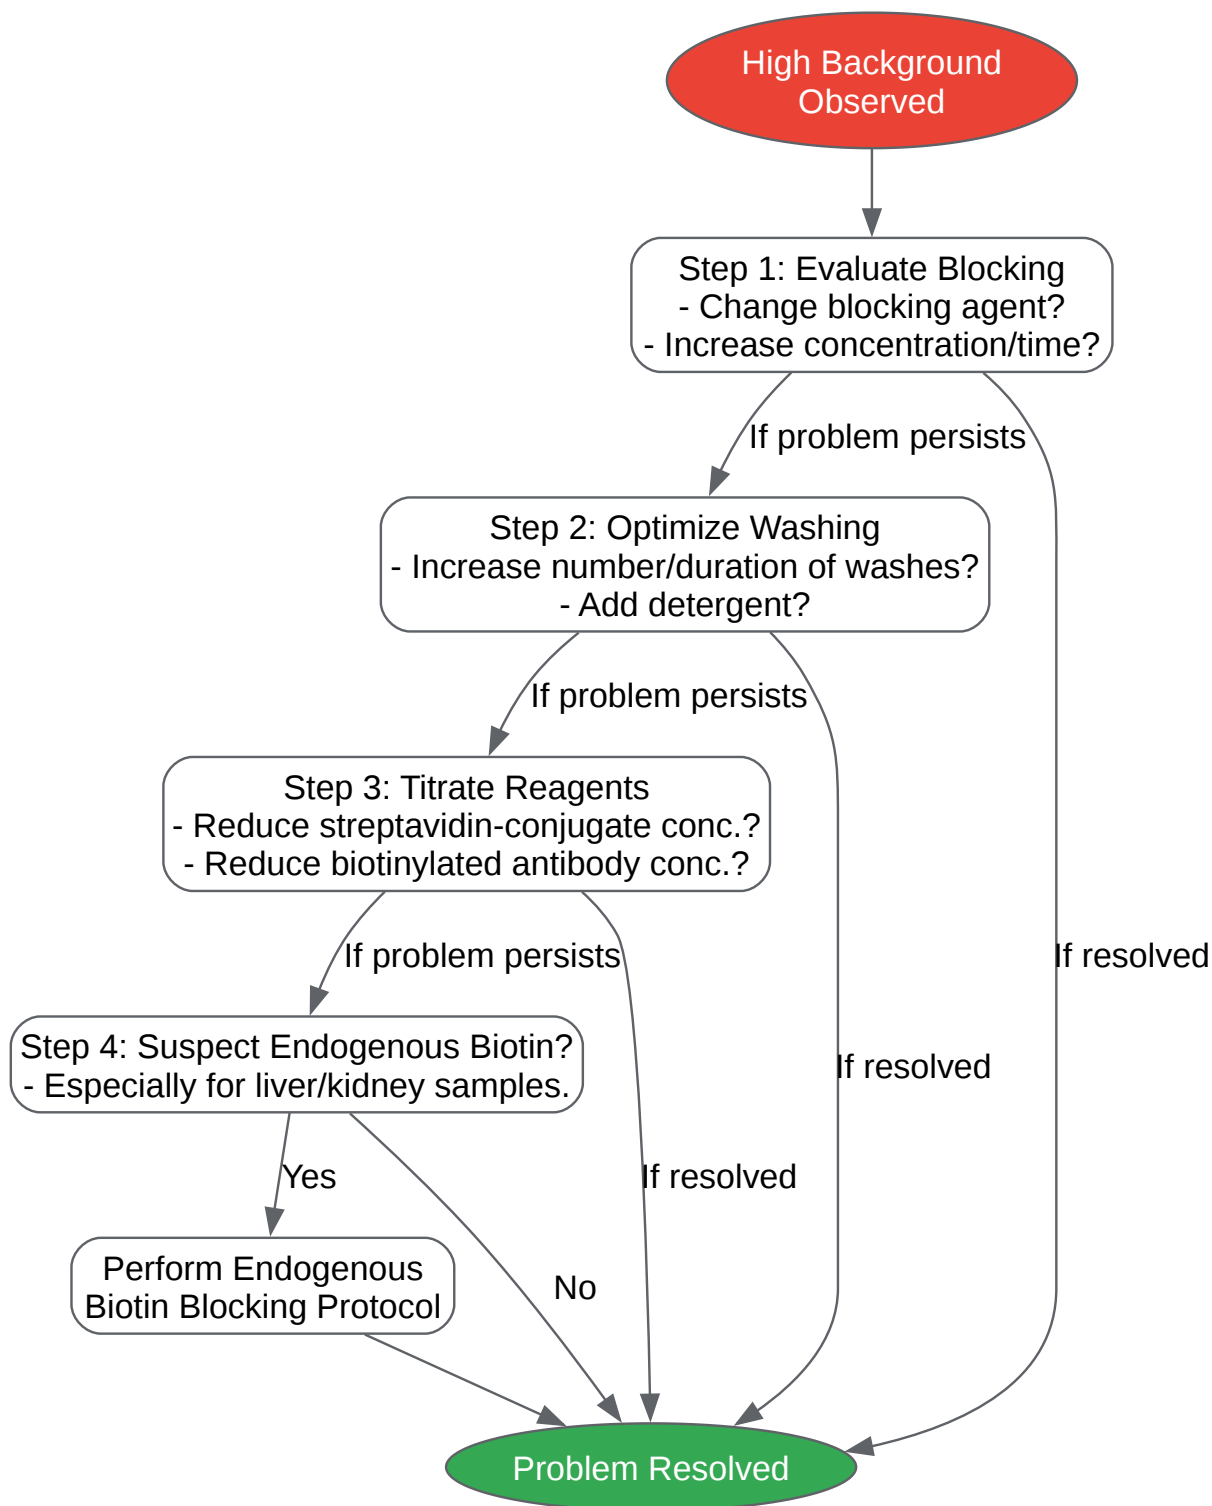 High Background
Observed
Step 1: Evaluate Blocking
- Change blocking agent?
- Increase concentration/time?
If problem persists
Step 2: Optimize Washing
- Increase number/duration of washes?
- Add detergent?
If problem persists
Step 3: Titrate Reagents
- Reduce streptavidin-conjugate conc.?
- Reduce biotinylated antibody conc.?
If problem persists
If resolved
Step 4: Suspect Endogenous Biotin?
- Especially for liver/kidney samples.
If resolved
Yes
If resolved
Perform Endogenous
Biotin Blocking Protocol
No
Problem Resolved